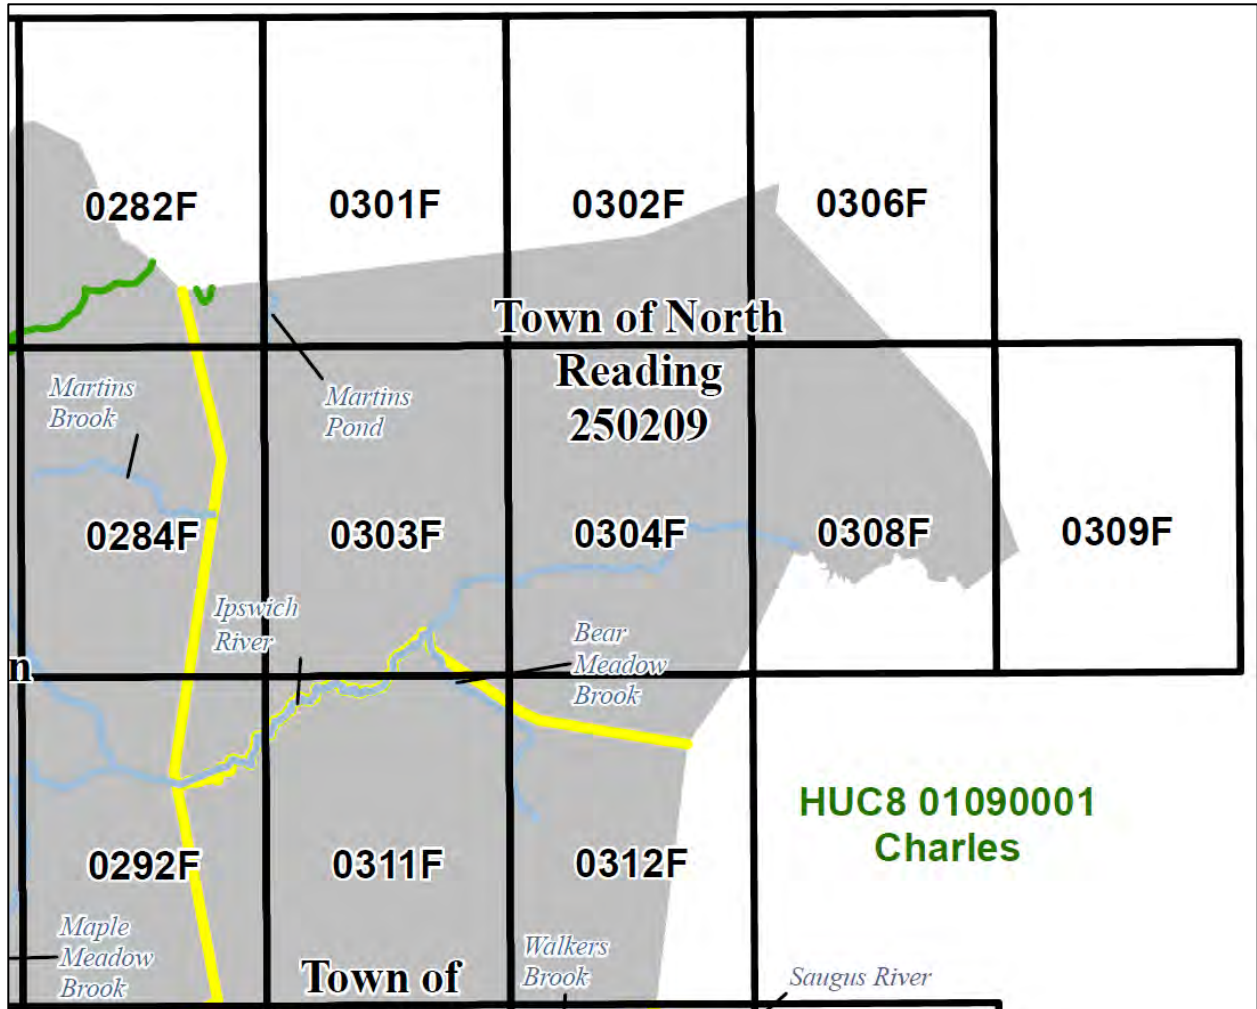 0282F
0301F
0302F
0306F
Town of North
Reading
250209
Martins
Brook
Martins
Pond
0284F
0303F
0304F
0308F
0309F
Ipswich
River
Bear
Meadow
Brook
n
HUC8 01090001
Charles
0292F
0311F
0312F
Maple
Meadow
Brook
Town of
Walkers
Brook
Saugus River